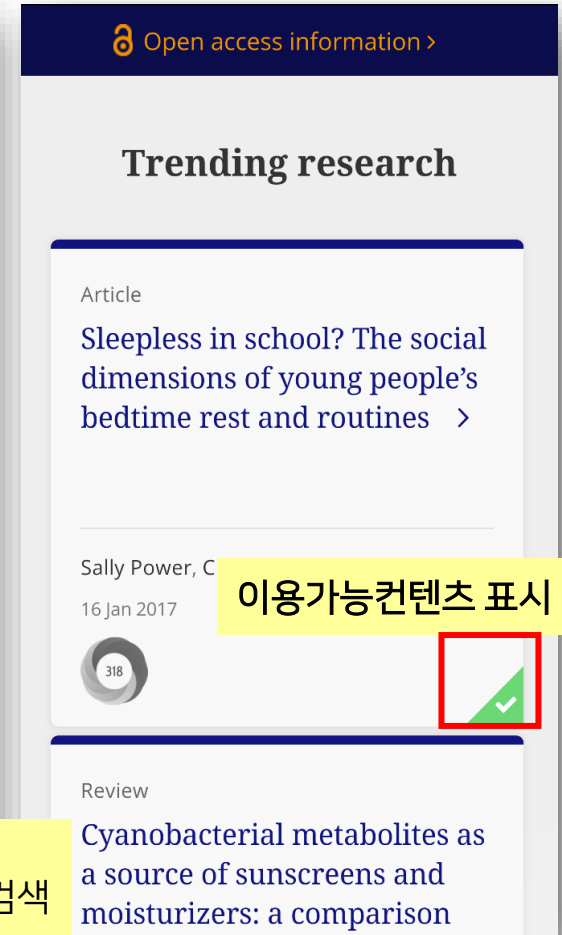 Open access information >
Trending research
Article
Sleepless in school? The social
dimensions of young people’s
bedtime rest and routines >
Sally Power, C
이용가능컨텐츠 표시
16 Jan 2017
318
Review
Cyanobacterial metabolites as
a source of sunscreens and
검색
moisturizers: a comparison